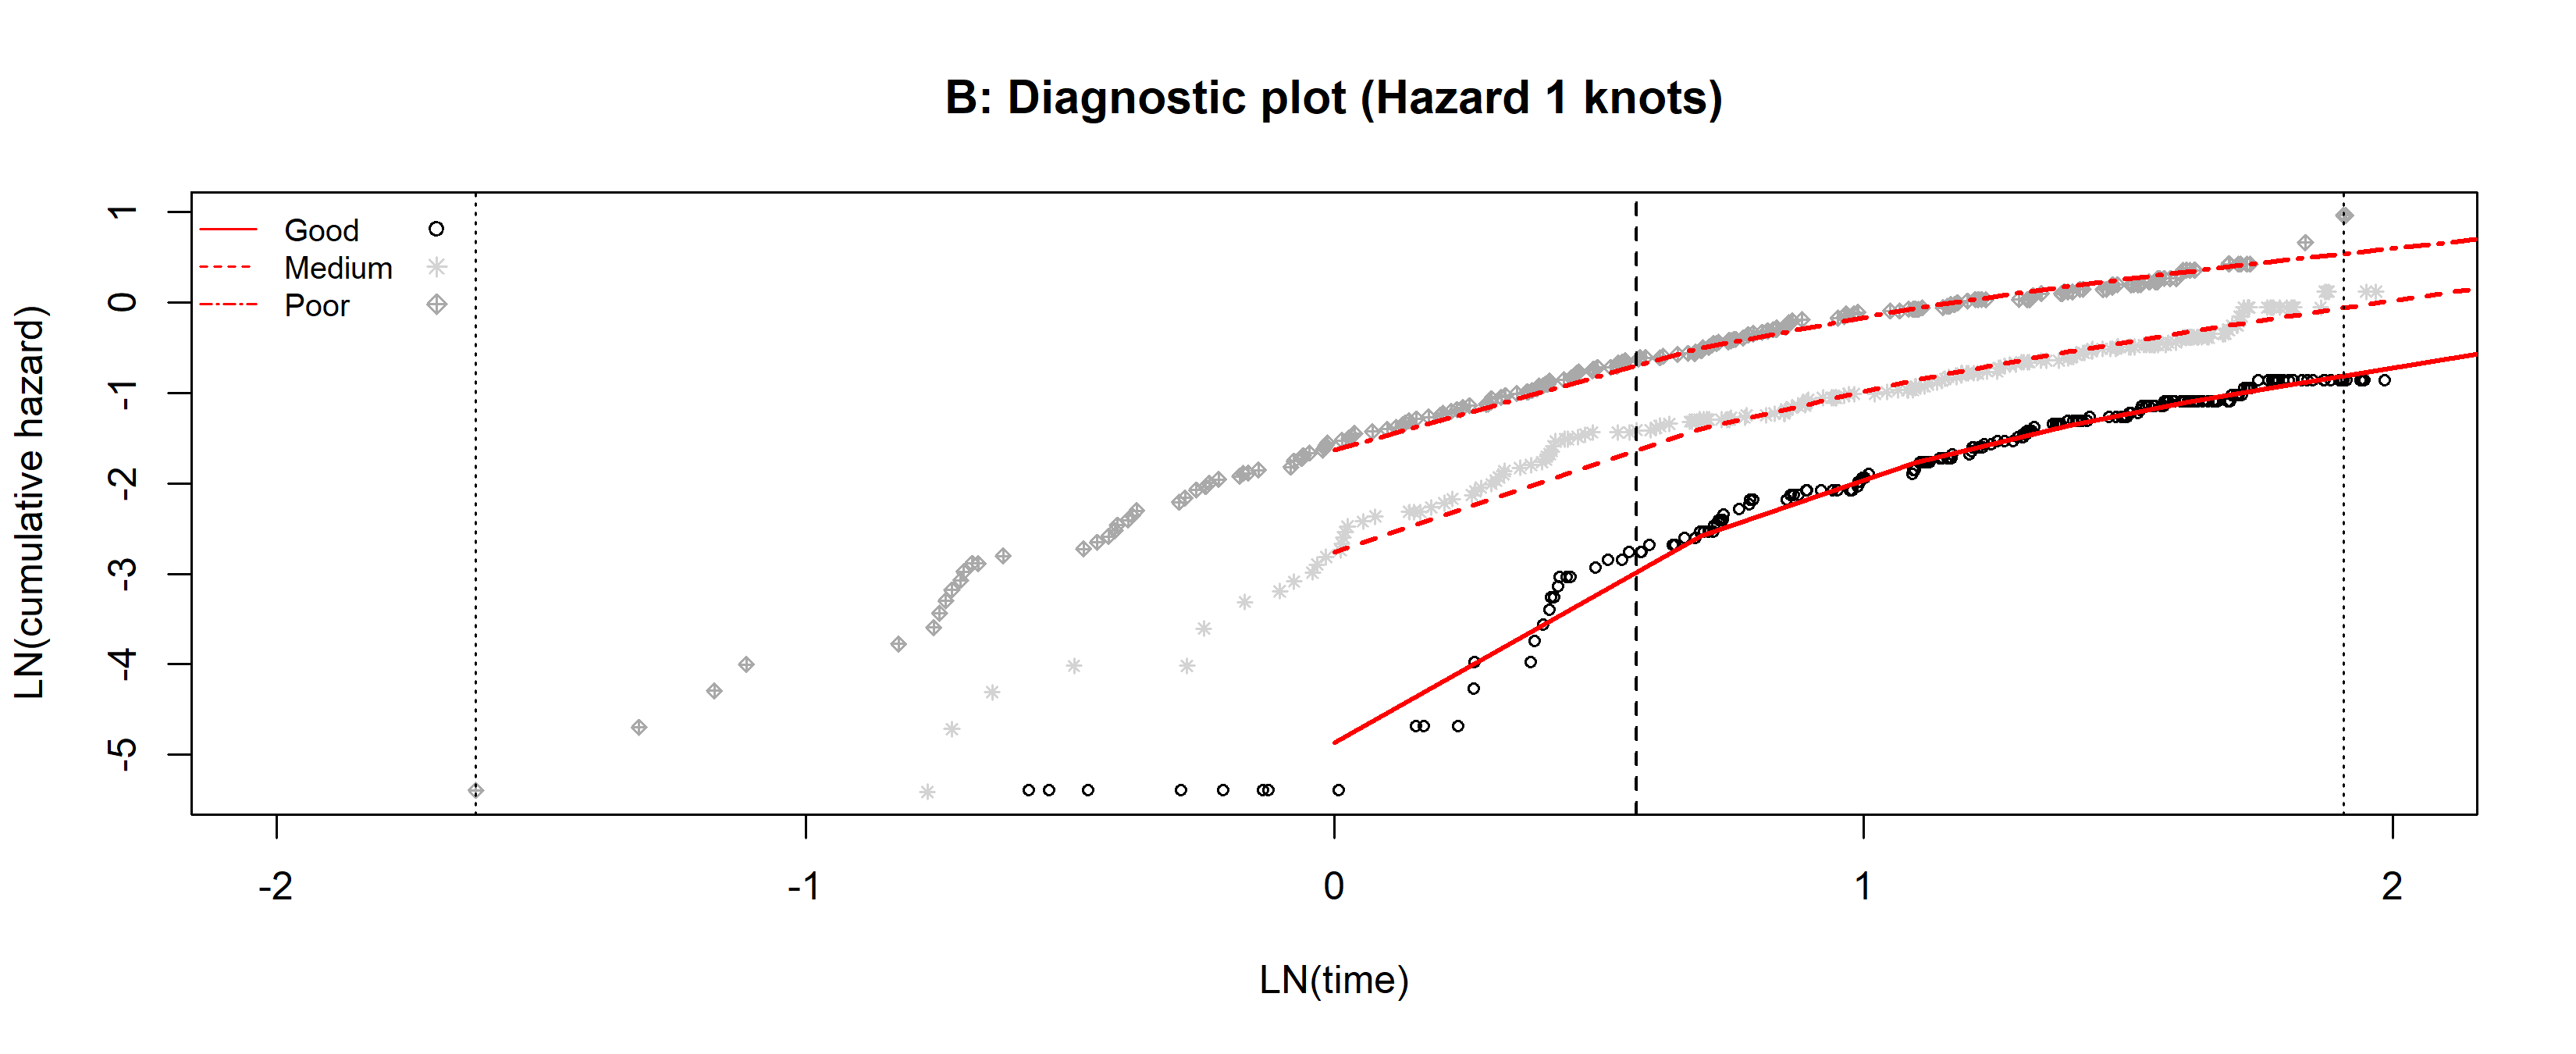 B: Diagnostic plot (Hazard 1 knots)
Good
Medium
Poor
LN(cumulative hazard)
1
0
-1
-2
-3
-4
-5
-2 -1 0 1 2
LN(time)